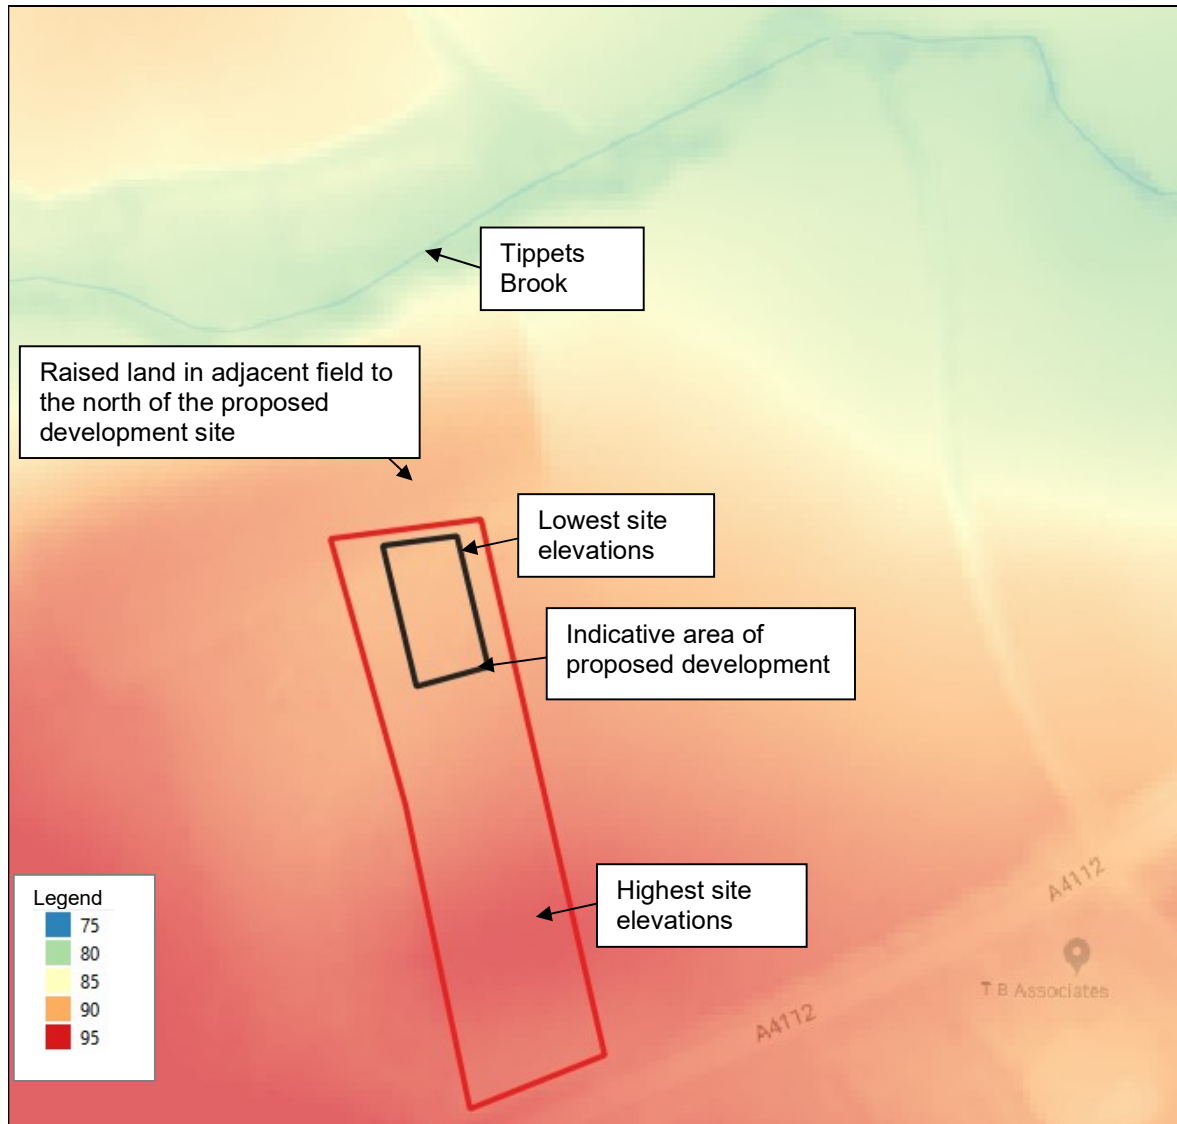 Tippets
Brook
Raised land in adjacent field to
the north of the proposed
development site
Lowest site
elevations
Indicative area of
proposed development
Highest site
elevations
A4112
T B Associates
A4112
Legend
75
80
85
90
95